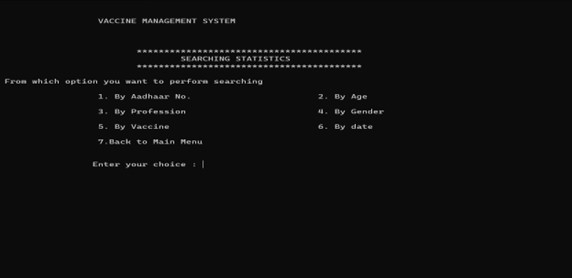 VACCINE MANAGEMENT SYSTEM
*****************************************
SEARCHING STATISTICS
*****************************************
From which option you want to perform searching
1. By Aadhaar No. 2. By Age
3. By Profession 4. By Gender
5. By Vaccine 6. By date
7.Back to Main Menu
Enter your choice :